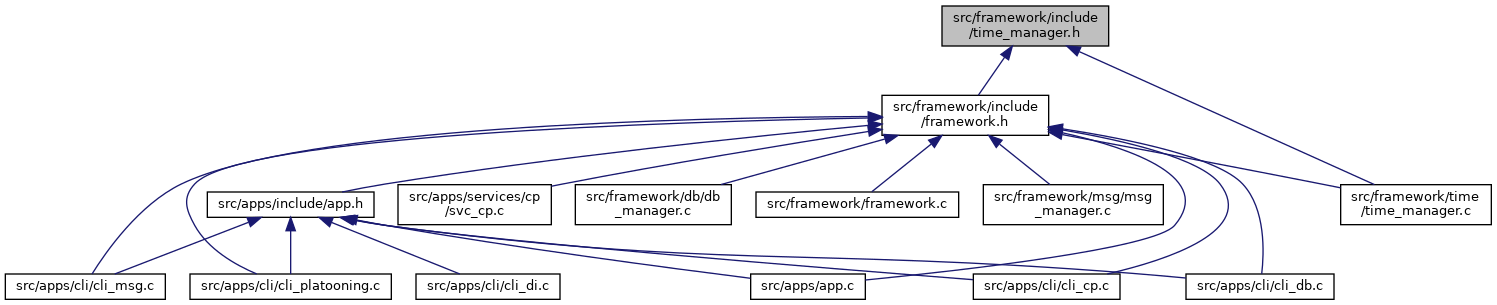 src/framework/include
/time_manager.h
src/framework/include
/framework.h
src/apps/include/app.h
src/apps/services/cp
/svc_cp.c
src/framework/db/db
_manager.c
src/framework/framework.c
src/framework/msg/msg
_manager.c
src/framework/time
/time_manager.c
src/apps/cli/cli_msg.c
src/apps/cli/cli_platooning.c
src/apps/cli/cli_di.c
src/apps/app.c
src/apps/cli/cli_cp.c
src/apps/cli/cli_db.c